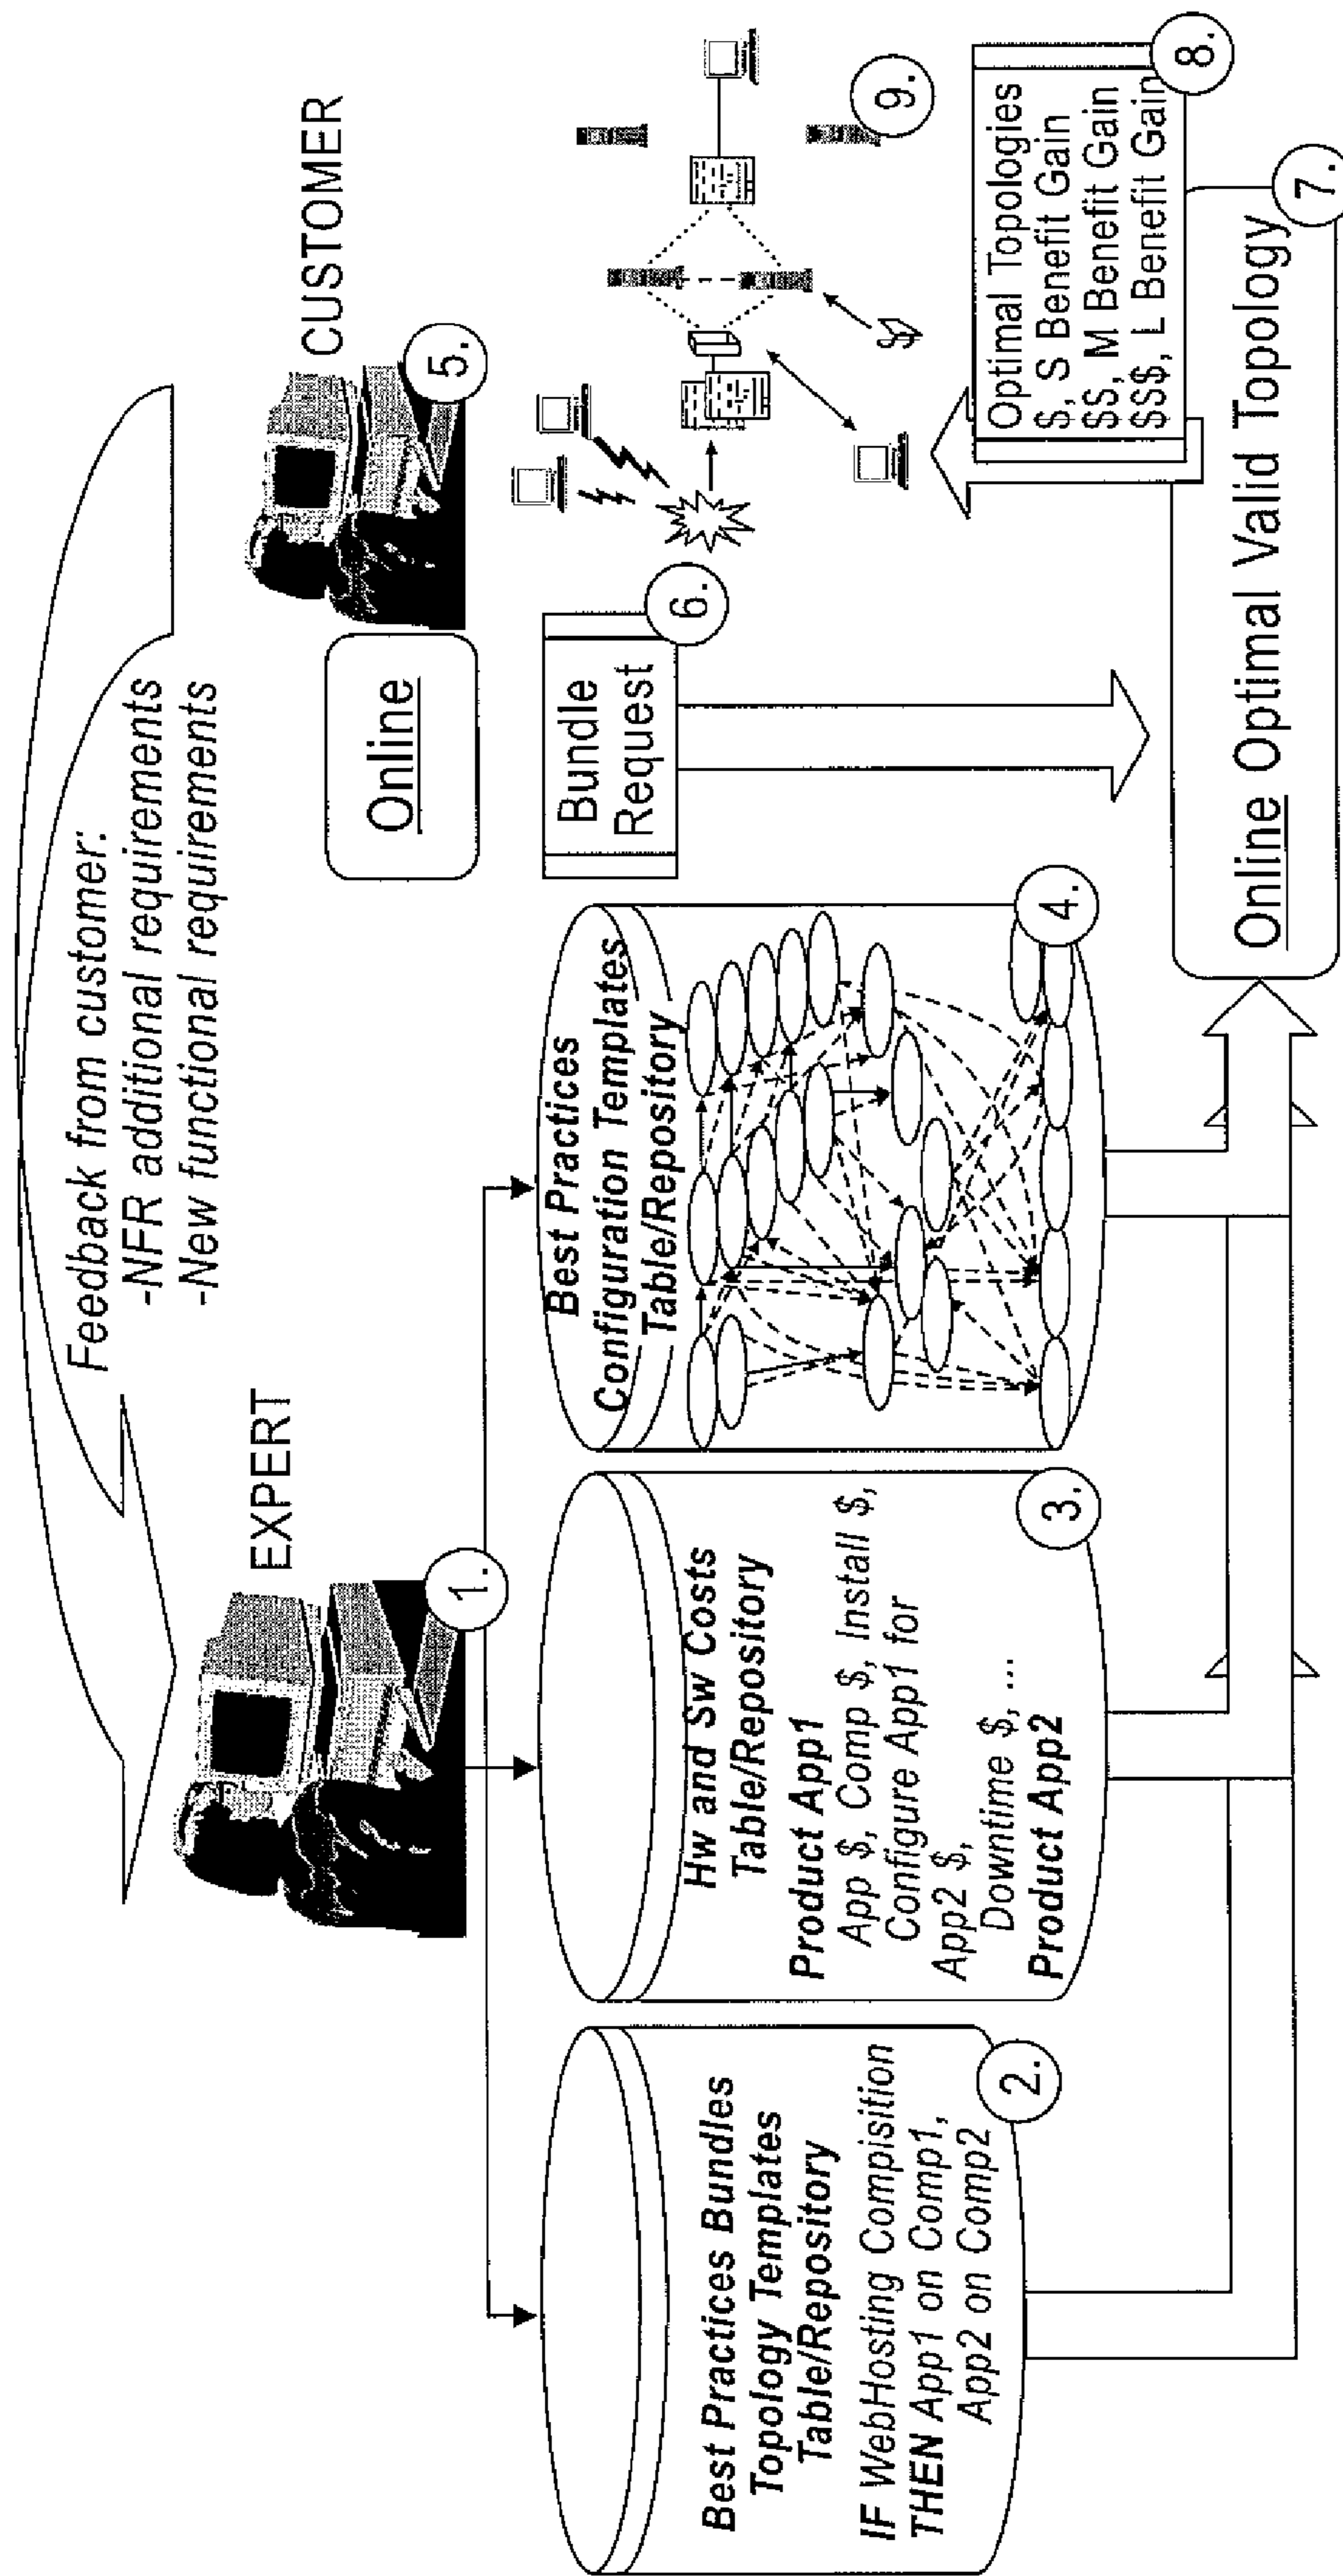 Feedback from customer:
-NFR additional requirements
-New functional requirements
EXPERT
1.
CUSTOMER
5.
Online
Best Practices Bundles
Topology Templates
Table/Repository
IF WebHosting Compisition
THEN App1 on Comp1,
App2 on Comp2
2.
Hw and Sw Costs
Table/Repository
Product App1
App $, Comp $, Install $,
Configure App1 for
App2 $,
Downtime $, ...
Product App2
3.
Best Practices
Configuration Templates
Table/Repository
4.
Bundle
Request
6.
9.
Optimal Topologies
$, S Benefit Gain
$$, M Benefit Gain
$$$, L Benefit Gain
8.
Online Optimal Valid Topology
7.